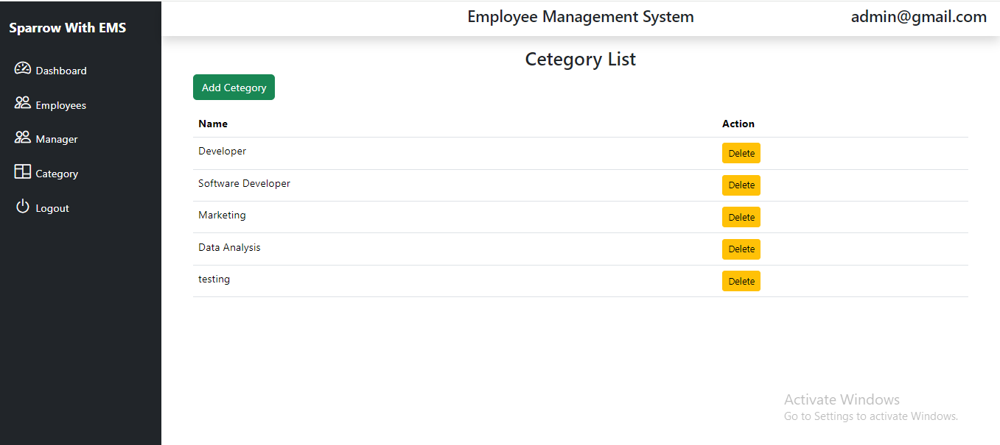 Sparrow With EMS
Dashboard
Employees
Manager
Category
Logout
Employee Management System
admin@gmail.com
Cetegory List
Add Cetegory
Name Action
Developer Delete
Software Developer Delete
Marketing Delete
Data Analysis Delete
testing Delete
Activate Windows
Go to Settings to activate Windows.